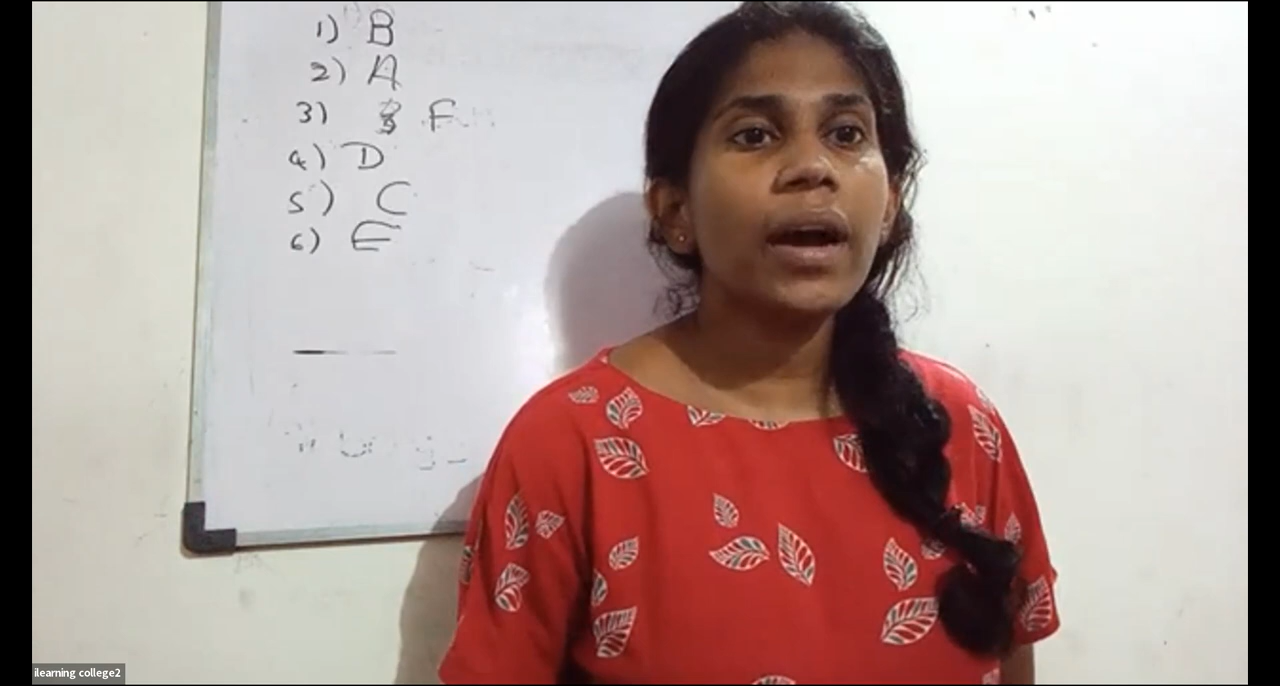 1) B
2) A
3) F
4) D
5) C
6) E
ilearning college2